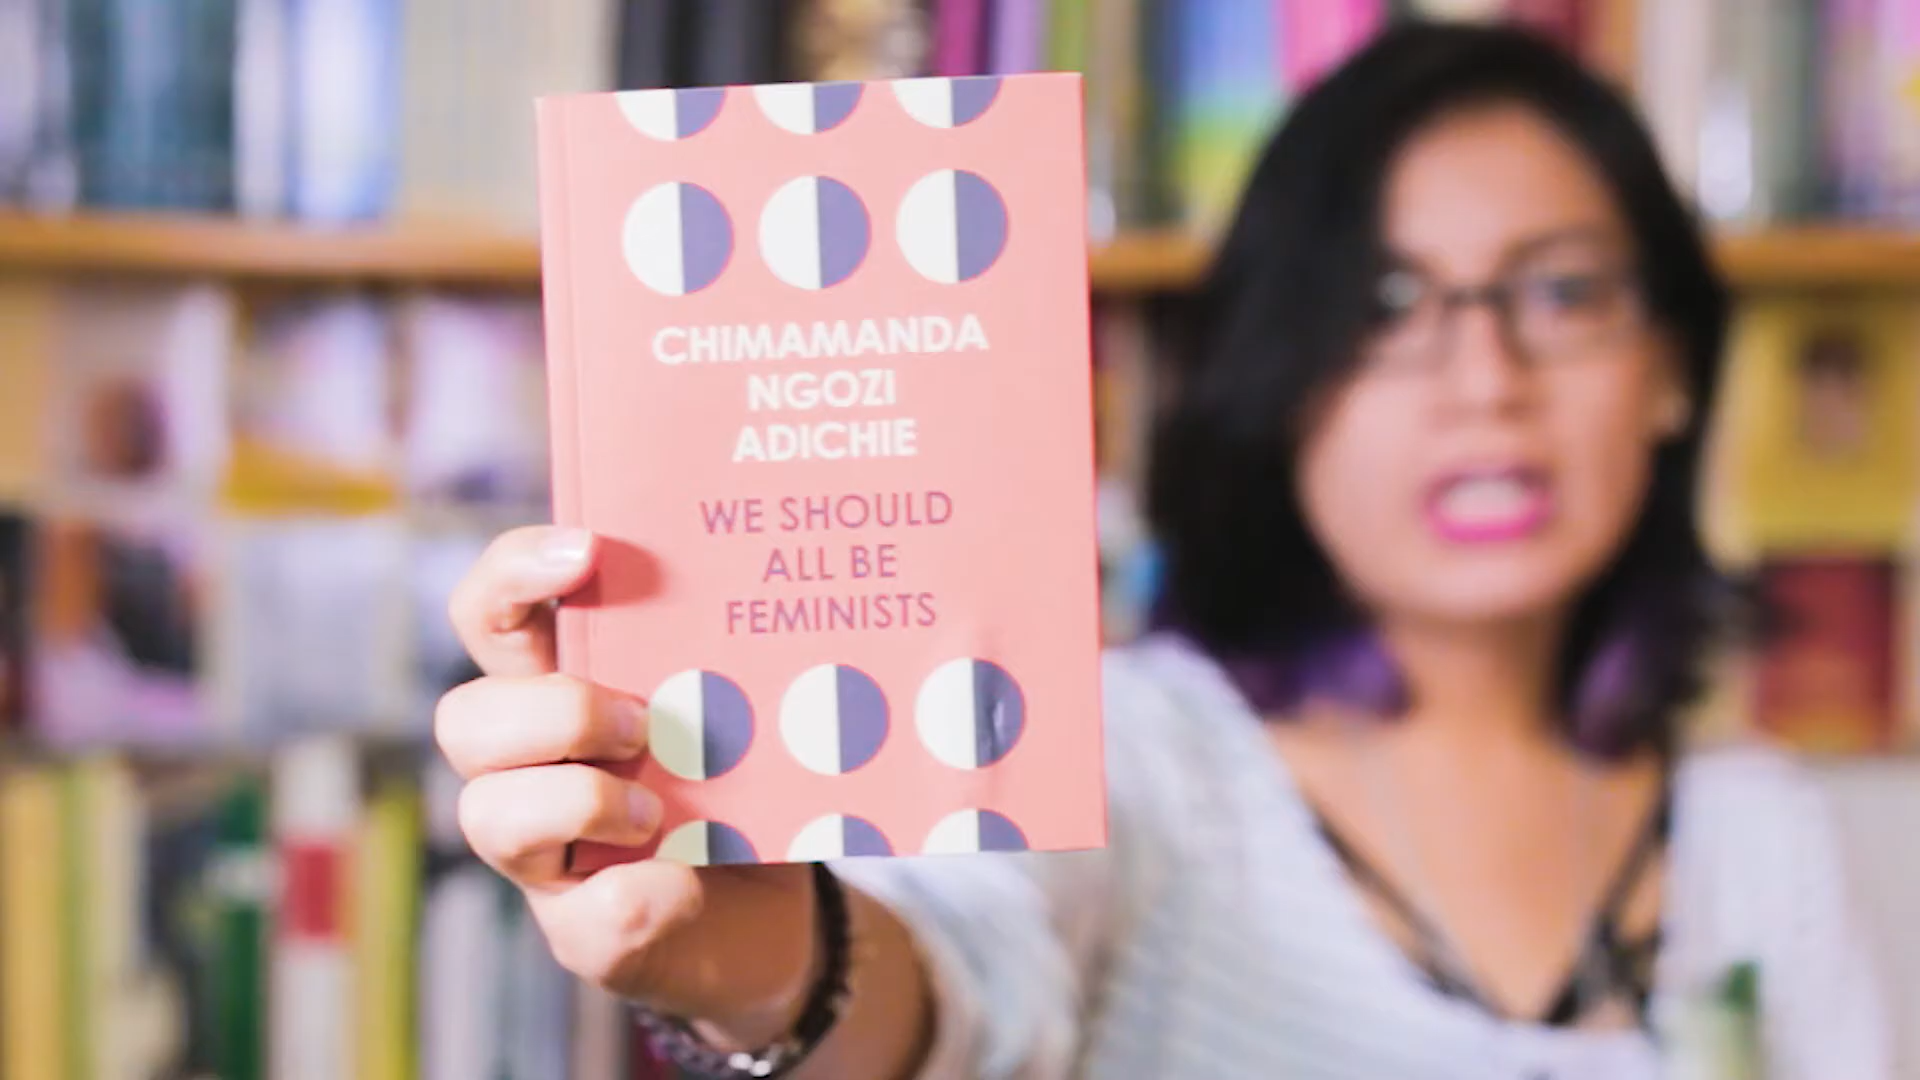 CHIMAMANDA
NGOZI
ADICHIE
WE SHOULD
ALL BE
FEMINISTS